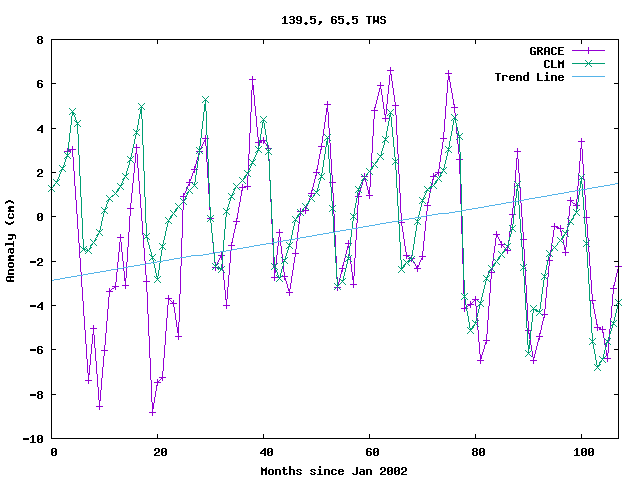 139.5, 65.5 TWS
GRACE
CLM
Trend Line
Anomaly (cm)
8
6
4
2
0
-2
-4
-6
-8
-10
0 20 40 60 80 100
Months since Jan 2002